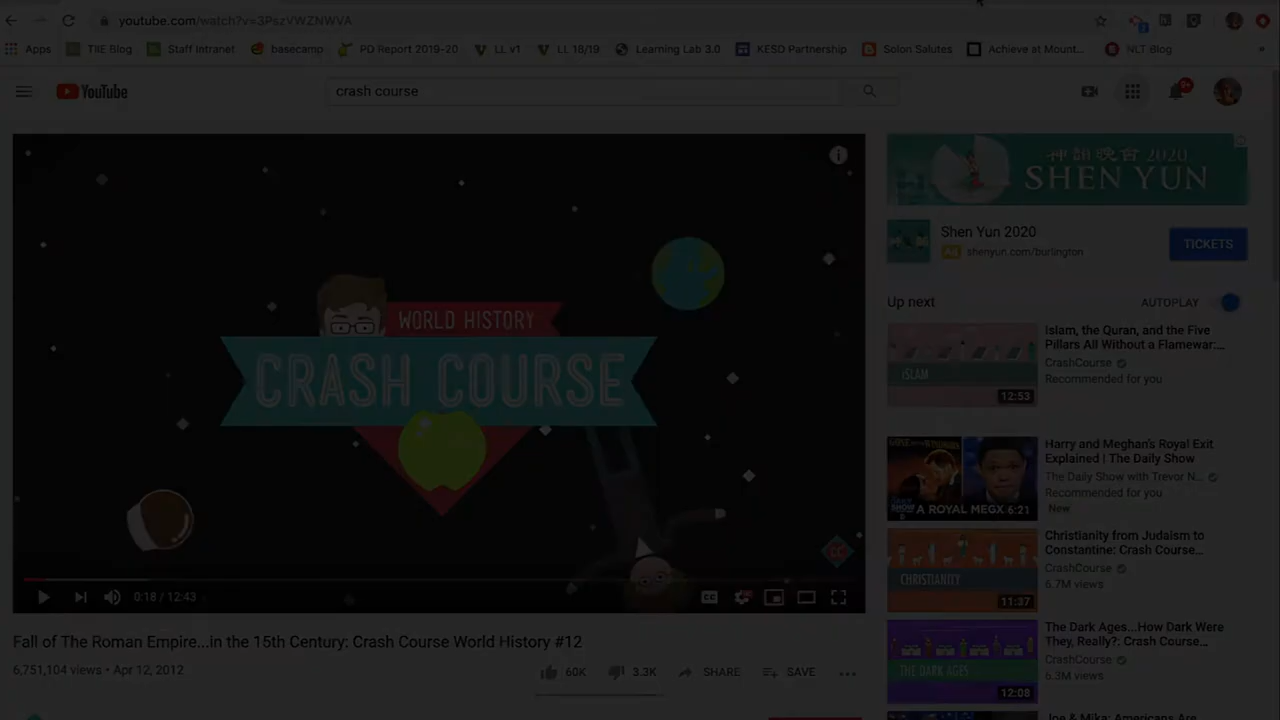 youtube.com/watch?v=3PszVWZNWVA
Apps
TIIE Blog
Staff Intranet
basecamp
PD Report 2019-20
LL v1
LL 18/19
Learning Lab 3.0
KESD Partnership
Solon Salutes
Achieve at Mount...
NLT Blog
YouTube
crash course
9+
WORLD HISTORY
CRASH COURSE
CC
0:18 / 12:43
Fall of The Roman Empire...in the 15th Century: Crash Course World History #12
6,751,104 views • Apr 12, 2012
60K
3.3K
SHARE
SAVE
神韻晚會 2020
SHEN YUN
Shen Yun 2020
Ad shenyun.com/burlington
TICKETS
Up next
AUTOPLAY
ISLAM
12:53
Islam, the Quran, and the Five
Pillars All Without a Flamewar:...
CrashCourse
Recommended for you
A ROYAL MEGX 6:21
Harry and Meghan's Royal Exit
Explained | The Daily Show
The Daily Show with Trevor N...
Recommended for you
New
CHRISTIANITY
11:37
Christianity from Judaism to
Constantine: Crash Course...
CrashCourse
6.7M views
THE DARK AGES
12:08
The Dark Ages...How Dark Were
They, Really?: Crash Course...
CrashCourse
6.3M views